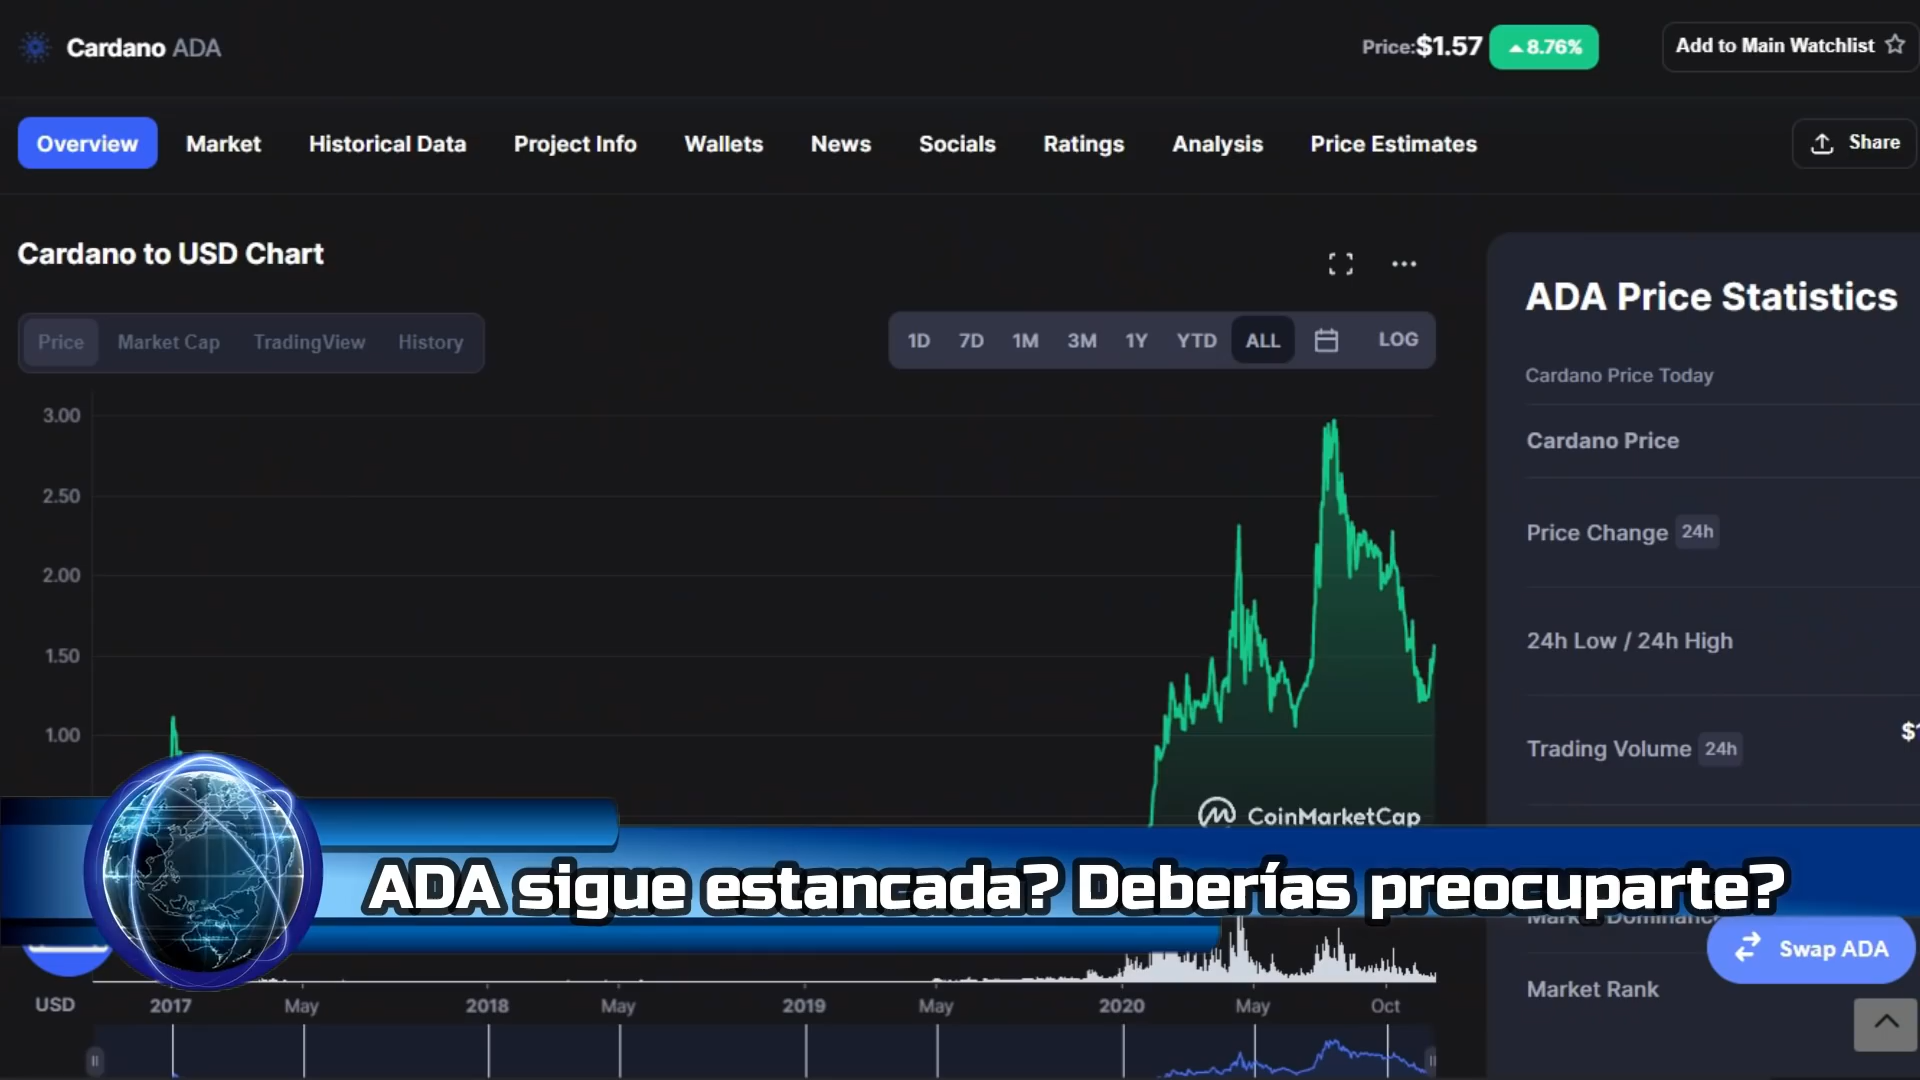 Cardano ADA
Price:$1.57 8.76%
Add to Main Watchlist
Overview Market Historical Data Project Info Wallets News Socials Ratings Analysis Price Estimates
Share
Cardano to USD Chart
Price Market Cap TradingView History
1D 7D 1M 3M 1Y YTD ALL LOG
3.00
2.50
2.00
1.50
1.00
CoinMarketCap
ADA Price Statistics
Cardano Price Today
Cardano Price
Price Change 24h
24h Low / 24h High
Trading Volume 24h
ADA sigue estancada? Deberías preocuparte?
Swap ADA
Market Rank
USD
2017 May 2018 May 2019 May 2020 May Oct